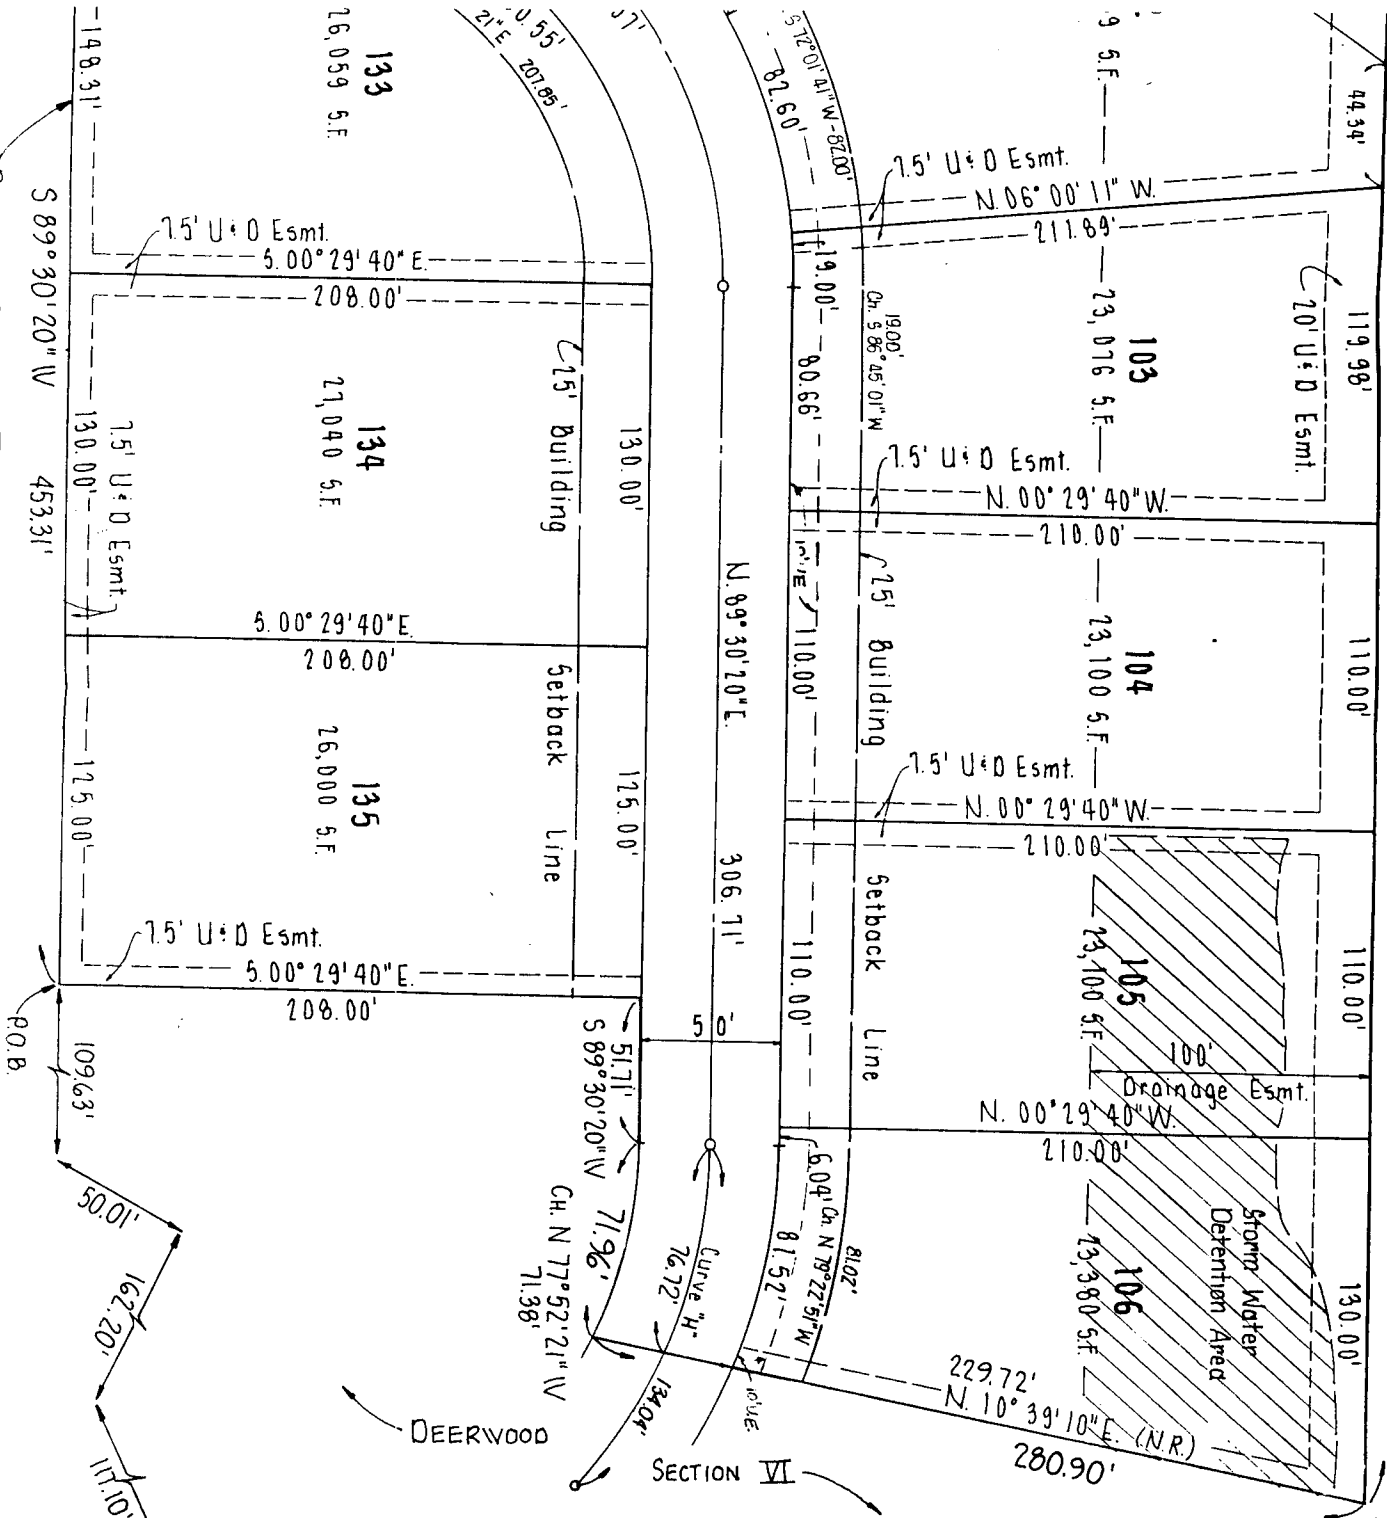 148.31'
133
26,059 S.F.
21"E 207.85'
U. 55'
57'
S 72°01'41"W-82.00'
82.60'
9 S.F.
44.34'
7.5' U & D Esmt.
N. 06° 00' 11" W.
211.89'
7.5' U & D Esmt.
S. 00° 29' 40" E.
208.00'
S 89° 30' 20" W
453.31'
25' Building
Setback Line
134
27,040 S.F.
130.00'
130.00'
7.5' U & D Esmt.
S. 00° 29' 40" E.
208.00'
135
26,000 S.F.
125.00'
125.00'
7.5' U & D Esmt.
S. 00° 29' 40" E.
208.00'
P.O.B.
109.63'
50.01'
162.20'
117.10'
N. 89° 30' 20" E.
306.71'
50'
51.71'
S 89° 30' 20" W
71.96'
CH. N 77° 52' 21" W
71.38'
Curve "H"
76.72'
134.04'
19.00'
80.66'
19.00'
Ch. S 86° 45' 01" W
103
23,076 S.F.
20' U & D Esmt.
119.98'
7.5' U & D Esmt.
N. 00° 29' 40" W.
210.00'
10' UE
110.00'
25' Building
Setback Line
104
23,100 S.F.
110.00'
7.5' U & D Esmt.
N. 00° 29' 40" W.
210.00'
105
23,100 S.F.
110.00'
110.00'
100'
Drainage Esmt.
N. 00° 29' 40" W.
210.00'
6.04'
81.52'
81.02'
Ch. N 79° 22' 51" W
10' UE.
106
23,380 S.F.
Storm Water
Detention Area
130.00'
229.72'
N. 10° 39' 10" E. (N.R.)
280.90'
DEERWOOD
SECTION VI